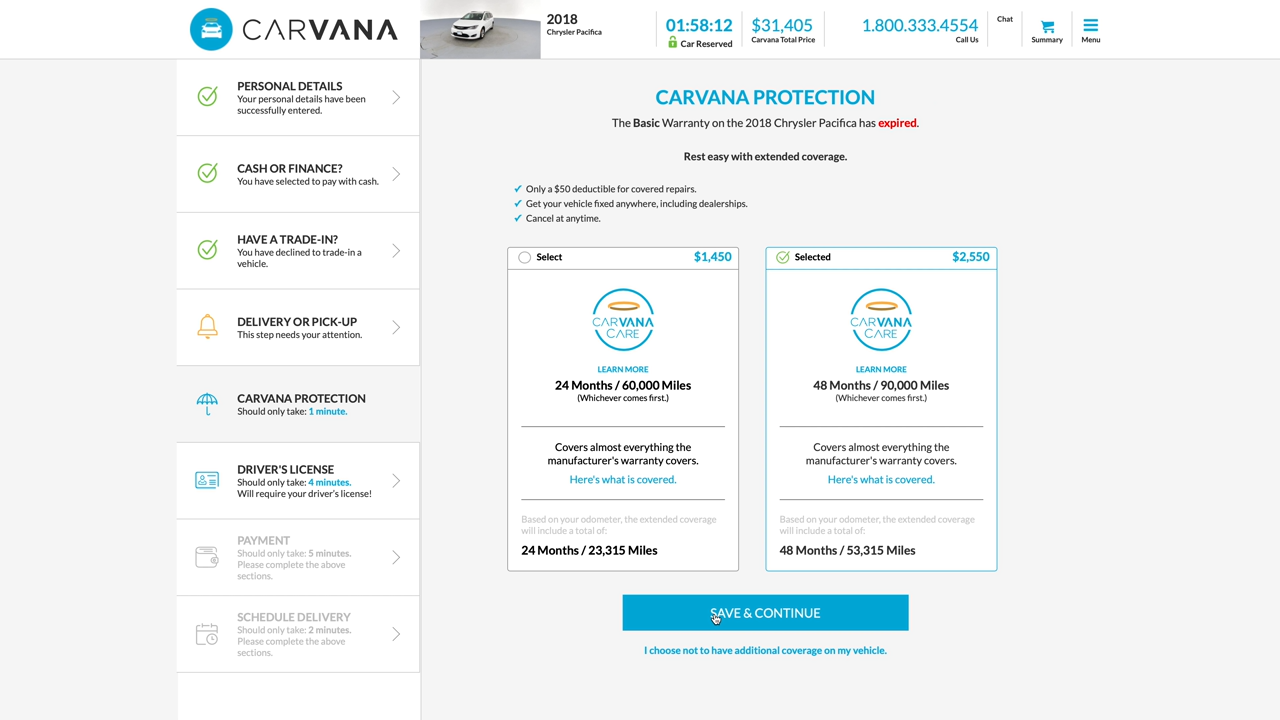 CARVANA
2018
Chrysler Pacifica
01:58:12
Car Reserved
$31,405
Carvana Total Price
1.800.333.4554
Call Us
Chat
Summary
Menu
PERSONAL DETAILS
Your personal details have been
successfully entered.
CASH OR FINANCE?
You have selected to pay with cash.
HAVE A TRADE-IN?
You have declined to trade-in a
vehicle.
DELIVERY OR PICK-UP
This step needs your attention.
CARVANA PROTECTION
Should only take: 1 minute.
DRIVER'S LICENSE
Should only take: 4 minutes.
Will require your driver's license!
PAYMENT
Should only take: 5 minutes.
Please complete the above
sections.
SCHEDULE DELIVERY
Should only take: 2 minutes.
Please complete the above
sections.
CARVANA PROTECTION
The Basic Warranty on the 2018 Chrysler Pacifica has expired.
Rest easy with extended coverage.
✓ Only a $50 deductible for covered repairs.
✓ Get your vehicle fixed anywhere, including dealerships.
✓ Cancel at anytime.
Select $1,450
CARVANA
CARE
LEARN MORE
24 Months / 60,000 Miles
(Whichever comes first.)
Covers almost everything the
manufacturer's warranty covers.
Here's what is covered.
Based on your odometer, the extended coverage
will include a total of:
24 Months / 23,315 Miles
Selected $2,550
CARVANA
CARE
LEARN MORE
48 Months / 90,000 Miles
(Whichever comes first.)
Covers almost everything the
manufacturer's warranty covers.
Here's what is covered.
Based on your odometer, the extended coverage
will include a total of:
48 Months / 53,315 Miles
SAVE & CONTINUE
I choose not to have additional coverage on my vehicle.